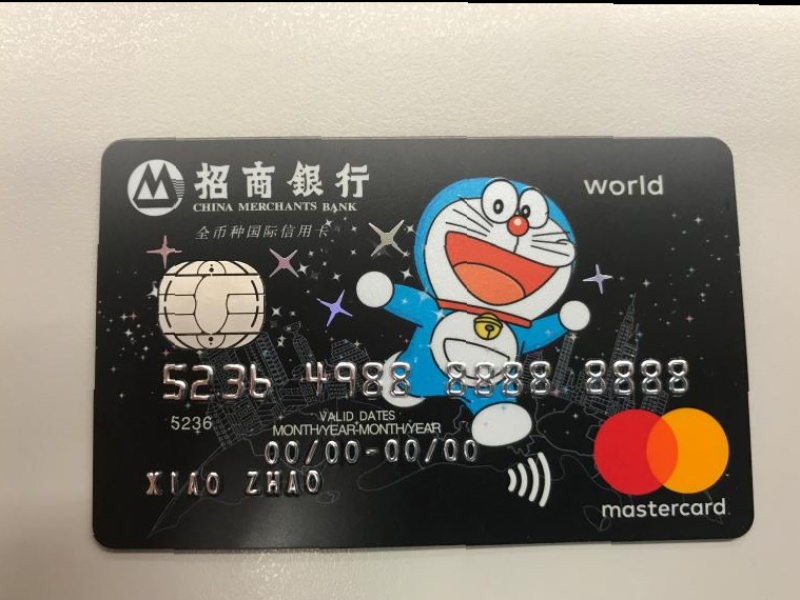 招商銀行
CHINA MERCHANTS BANK
全币种国际信用卡
world
5236 4988 8888 8888
5236
VALID DATES
MONTH/YEAR-MONTH/YEAR
00/00-00/00
XIAO ZHAO
mastercard